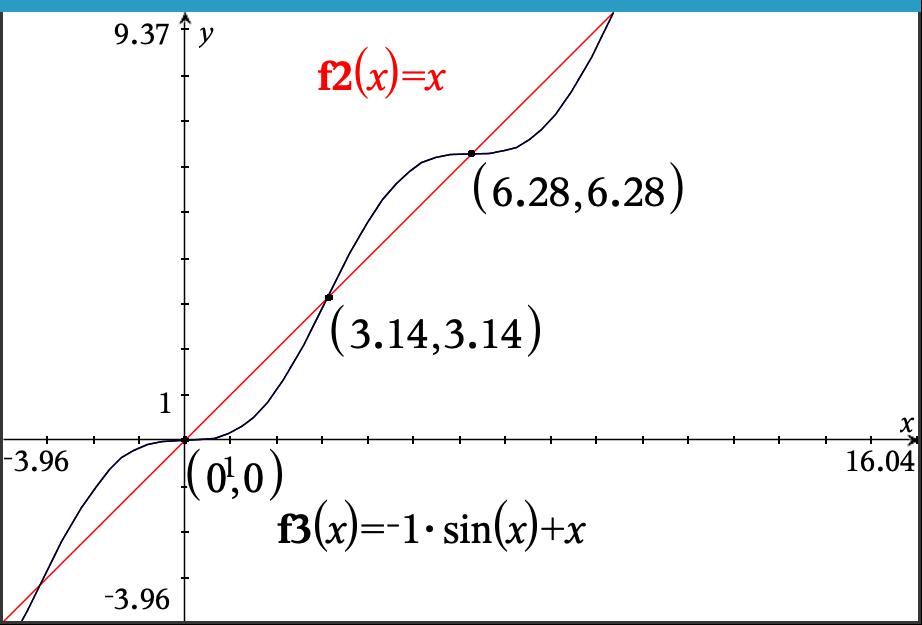 9.37 y
f2(x)=x
(6.28,6.28)
(3.14,3.14)
1
x
-3.96
16.04
1
(0,0)
f3(x)=-1·sin(x)+x
-3.96